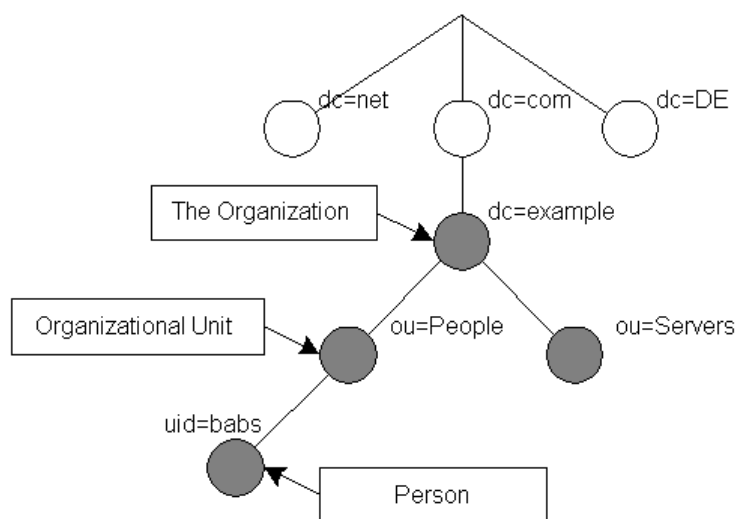 dc=net
dc=com
dc=DE
The Organization
dc=example
Organizational Unit
ou=People
ou=Servers
uid=babs
Person